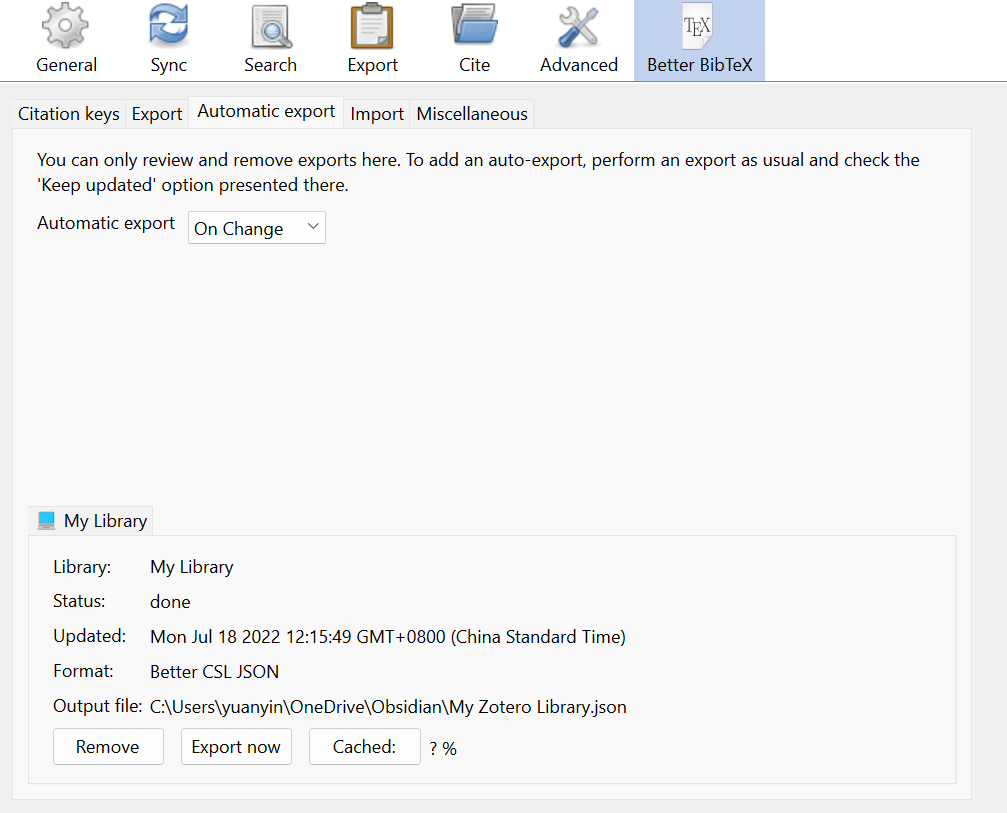 General Sync Search Export Cite Advanced TEX Better BibTeX
Citation keys Export Automatic export Import Miscellaneous
You can only review and remove exports here. To add an auto-export, perform an export as usual and check the
'Keep updated' option presented there.
Automatic export On Change
My Library
Library: My Library
Status: done
Updated: Mon Jul 18 2022 12:15:49 GMT+0800 (China Standard Time)
Format: Better CSL JSON
Output file: C:\Users\yuanyin\OneDrive\Obsidian\My Zotero Library.json
Remove Export now Cached: ? %